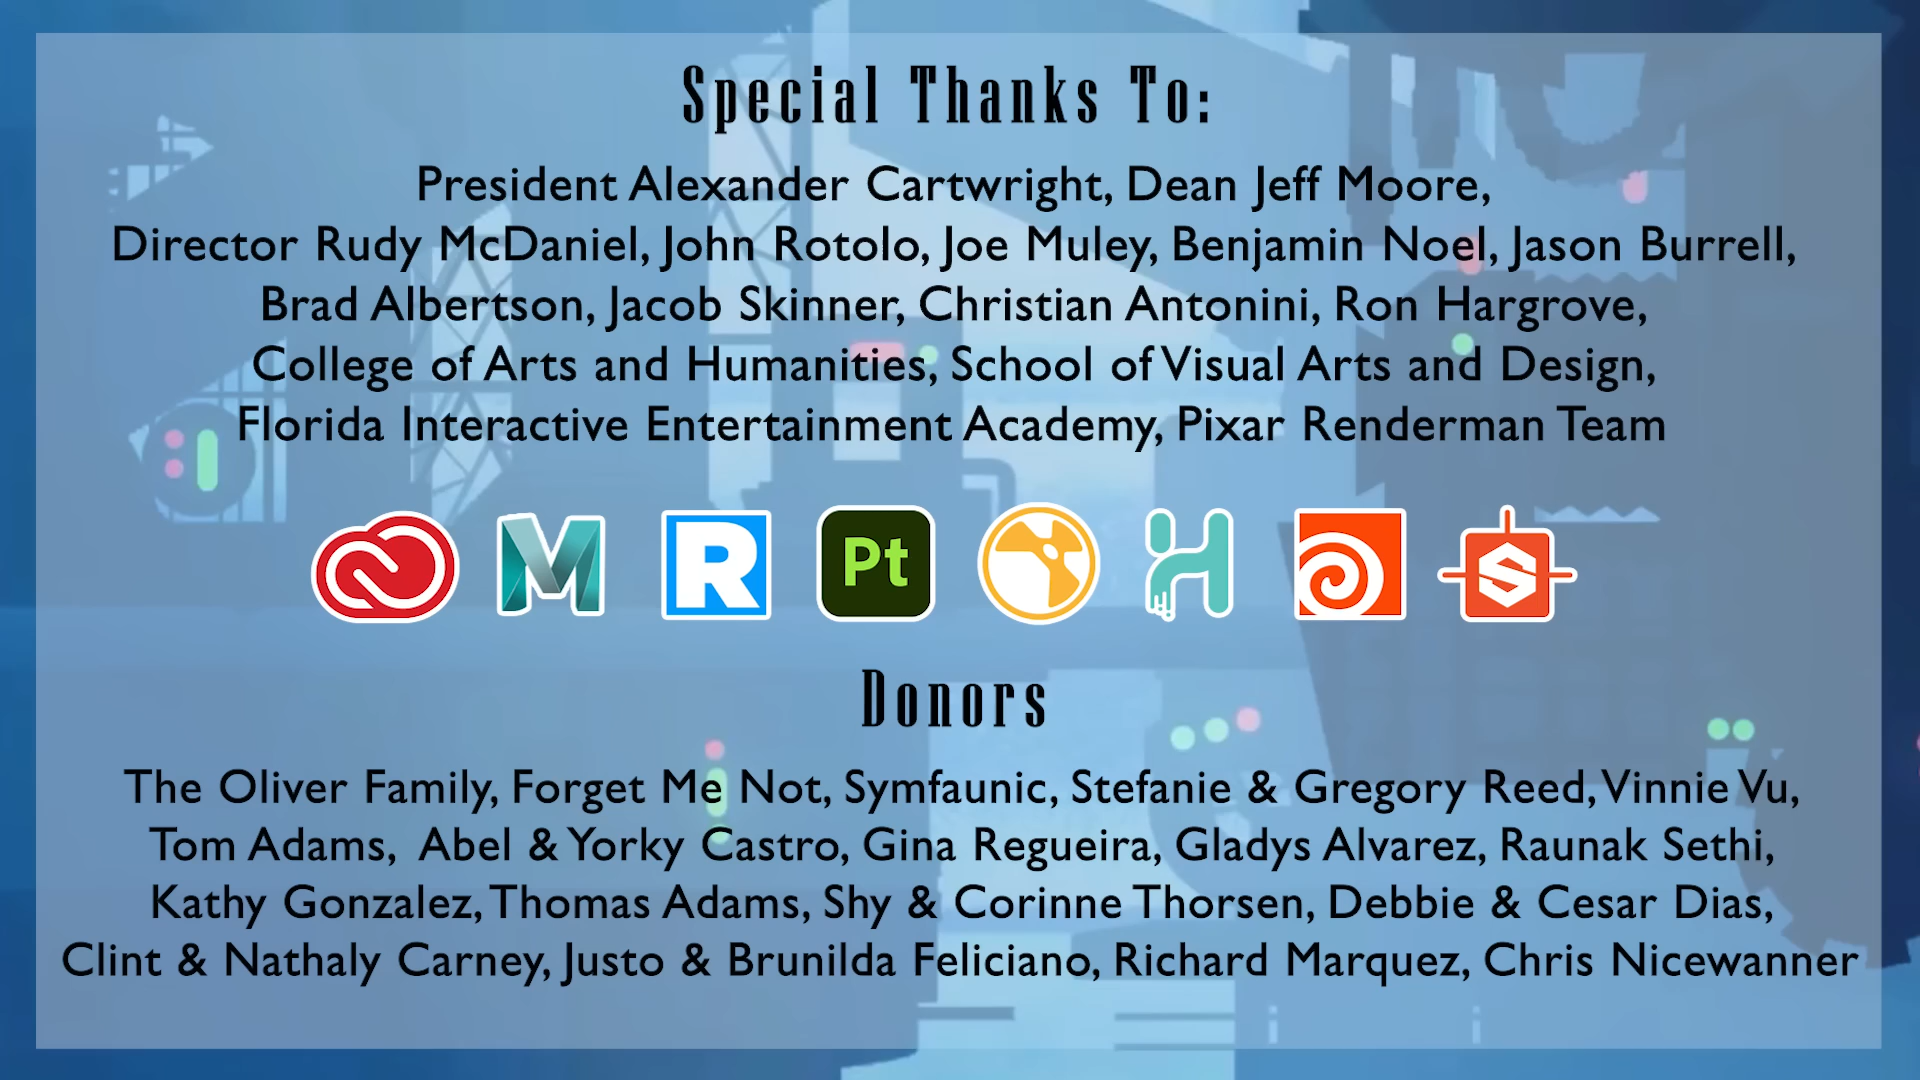 Special Thanks To:
President Alexander Cartwright, Dean Jeff Moore,
Director Rudy McDaniel, John Rotolo, Joe Muley, Benjamin Noel, Jason Burrell,
Brad Albertson, Jacob Skinner, Christian Antonini, Ron Hargrove,
College of Arts and Humanities, School of Visual Arts and Design,
Florida Interactive Entertainment Academy, Pixar Renderman Team
M R Pt H S
Donors
The Oliver Family, Forget Me Not, Symfaunic, Stefanie & Gregory Reed, Vinnie Vu,
Tom Adams, Abel & Yorky Castro, Gina Regueira, Gladys Alvarez, Raunak Sethi,
Kathy Gonzalez, Thomas Adams, Shy & Corinne Thorsen, Debbie & Cesar Dias,
Clint & Nathaly Carney, Justo & Brunilda Feliciano, Richard Marquez, Chris Nicewanner